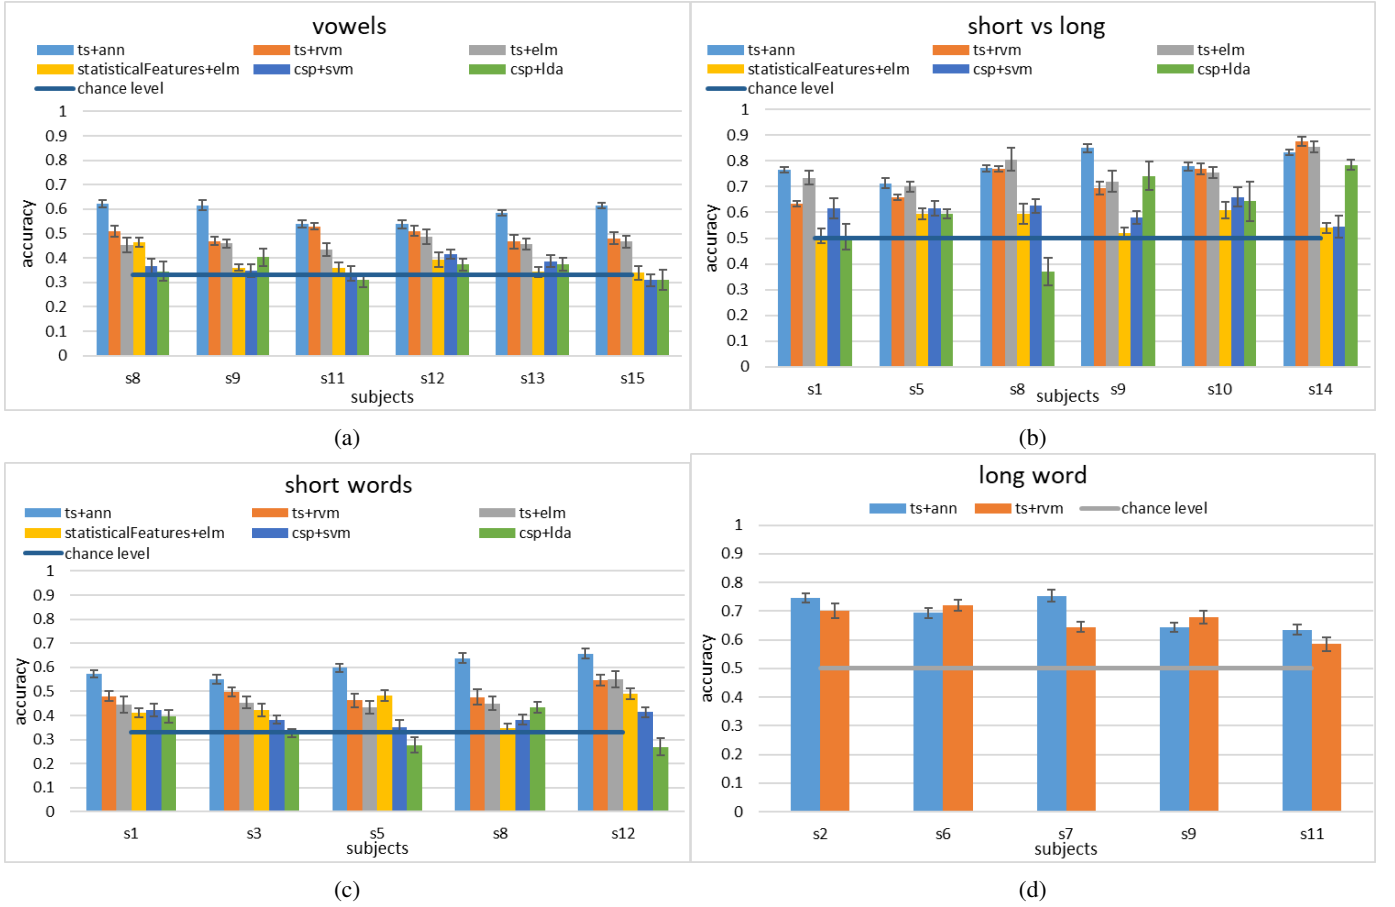 vowels
ts+ann ts+rvm ts+elm
statisticalFeatures+elm csp+svm csp+lda
chance level
1
0.9
0.8
0.7
0.6
0.5
0.4
0.3
0.2
0.1
0
accuracy
s8 s9 s11 s12 s13 s15
subjects
(a)
short vs long
ts+ann ts+rvm ts+elm
statisticalFeatures+elm csp+svm csp+lda
chance level
1
0.9
0.8
0.7
0.6
0.5
0.4
0.3
0.2
0.1
0
accuracy
s1 s5 s8 s9 s10 s14
subjects
(b)
short words
ts+ann ts+rvm ts+elm
statisticalFeatures+elm csp+svm csp+lda
chance level
1
0.9
0.8
0.7
0.6
0.5
0.4
0.3
0.2
0.1
0
accuracy
s1 s3 s5 s8 s12
subjects
(c)
long word
ts+ann ts+rvm chance level
1
0.9
0.8
0.7
0.6
0.5
0.4
0.3
0.2
0.1
0
accuracy
s2 s6 s7 s9 s11
subjects
(d)